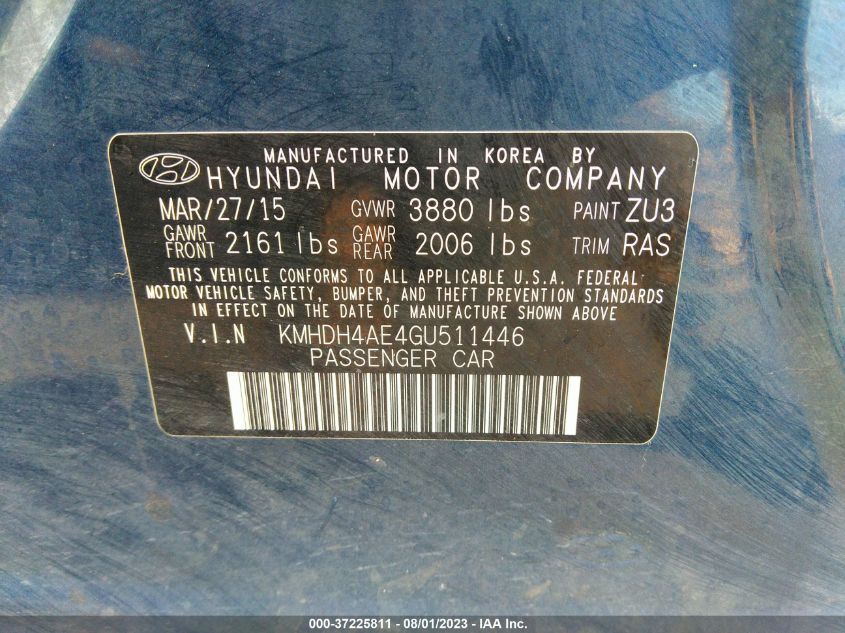 MANUFACTURED IN KOREA BY
HYUNDAI MOTOR COMPANY
MAR/27/15 GVWR 3880 lbs PAINT ZU3
GAWR FRONT 2161 lbs GAWR REAR 2006 lbs TRIM RAS
THIS VEHICLE CONFORMS TO ALL APPLICABLE U.S.A. FEDERAL
MOTOR VEHICLE SAFETY, BUMPER, AND THEFT PREVENTION STANDARDS
IN EFFECT ON THE DATE OF MANUFACTURE SHOWN ABOVE
V.I.N KMHDH4AE4GU511446
PASSENGER CAR
000-37225811 - 08/01/2023 - IAA Inc.